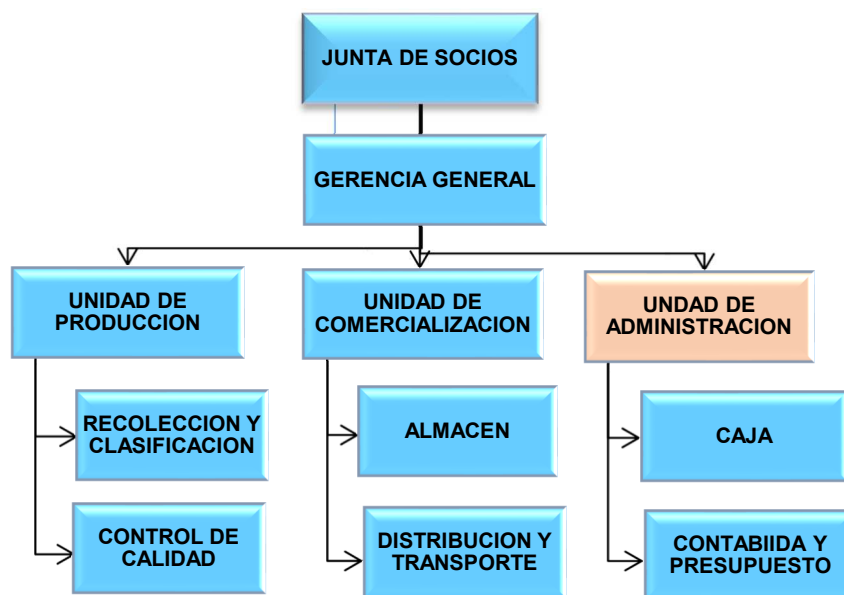 JUNTA DE SOCIOS
GERENCIA GENERAL
UNIDAD DE
PRODUCCION
UNIDAD DE
COMERCIALIZACION
UNDAD DE
ADMINISTRACION
RECOLECCION Y
CLASIFICACION
ALMACEN
CAJA
CONTROL DE
CALIDAD
DISTRIBUCION Y
TRANSPORTE
CONTABIIDA Y
PRESUPUESTO